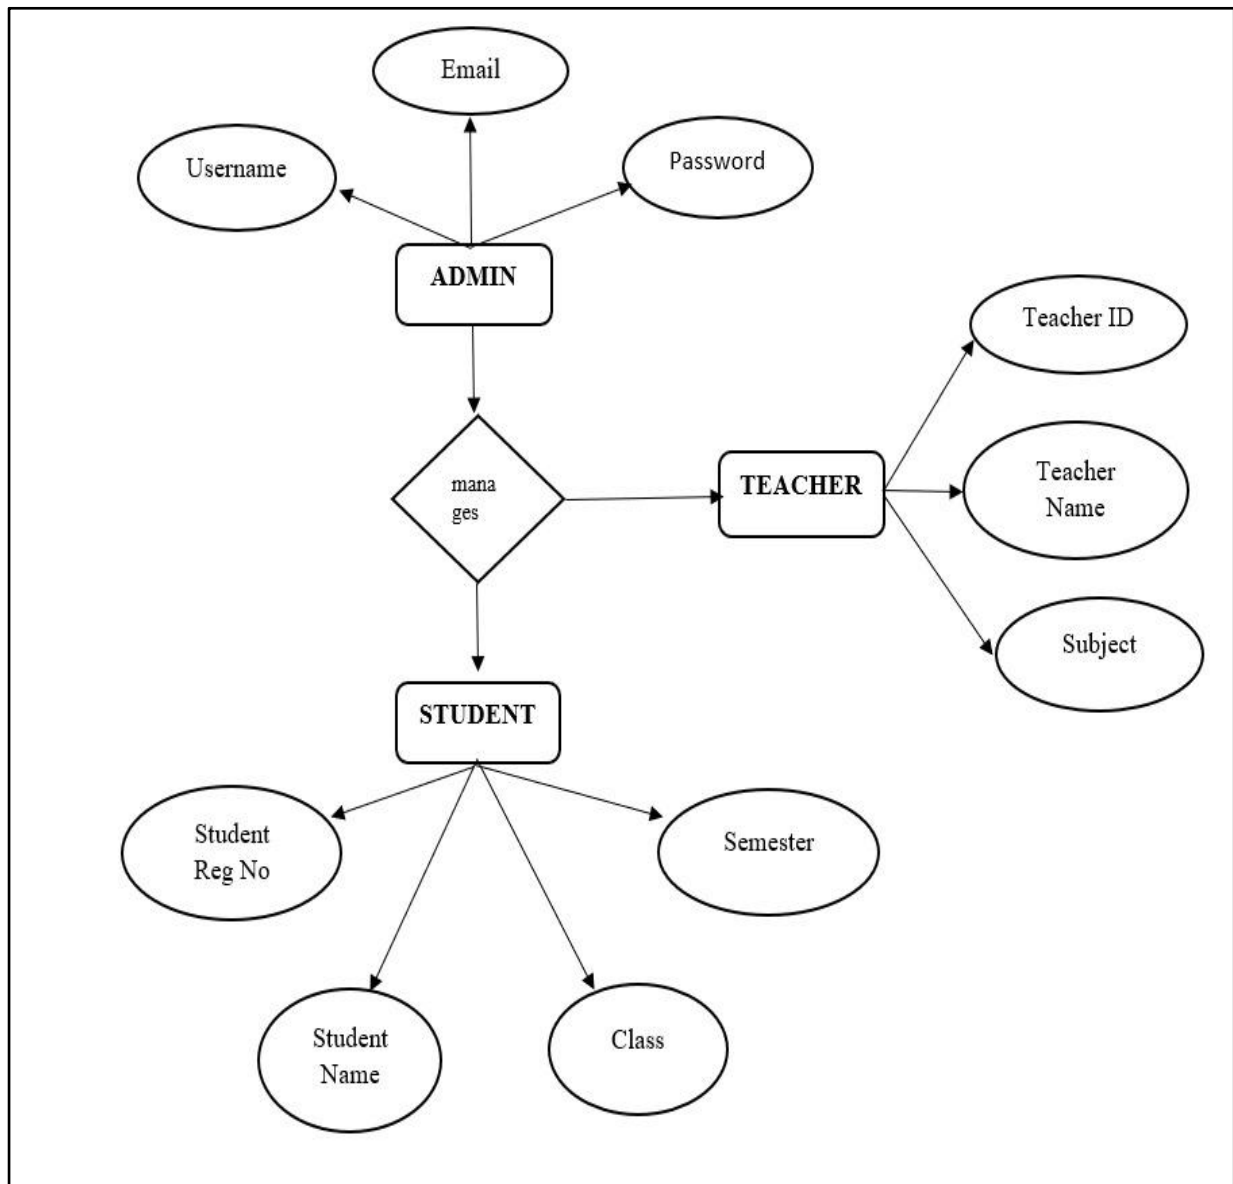 Email
Username
Password
ADMIN
Teacher ID
mana
ges
TEACHER
Teacher
Name
Subject
STUDENT
Student
Reg No
Semester
Student
Name
Class